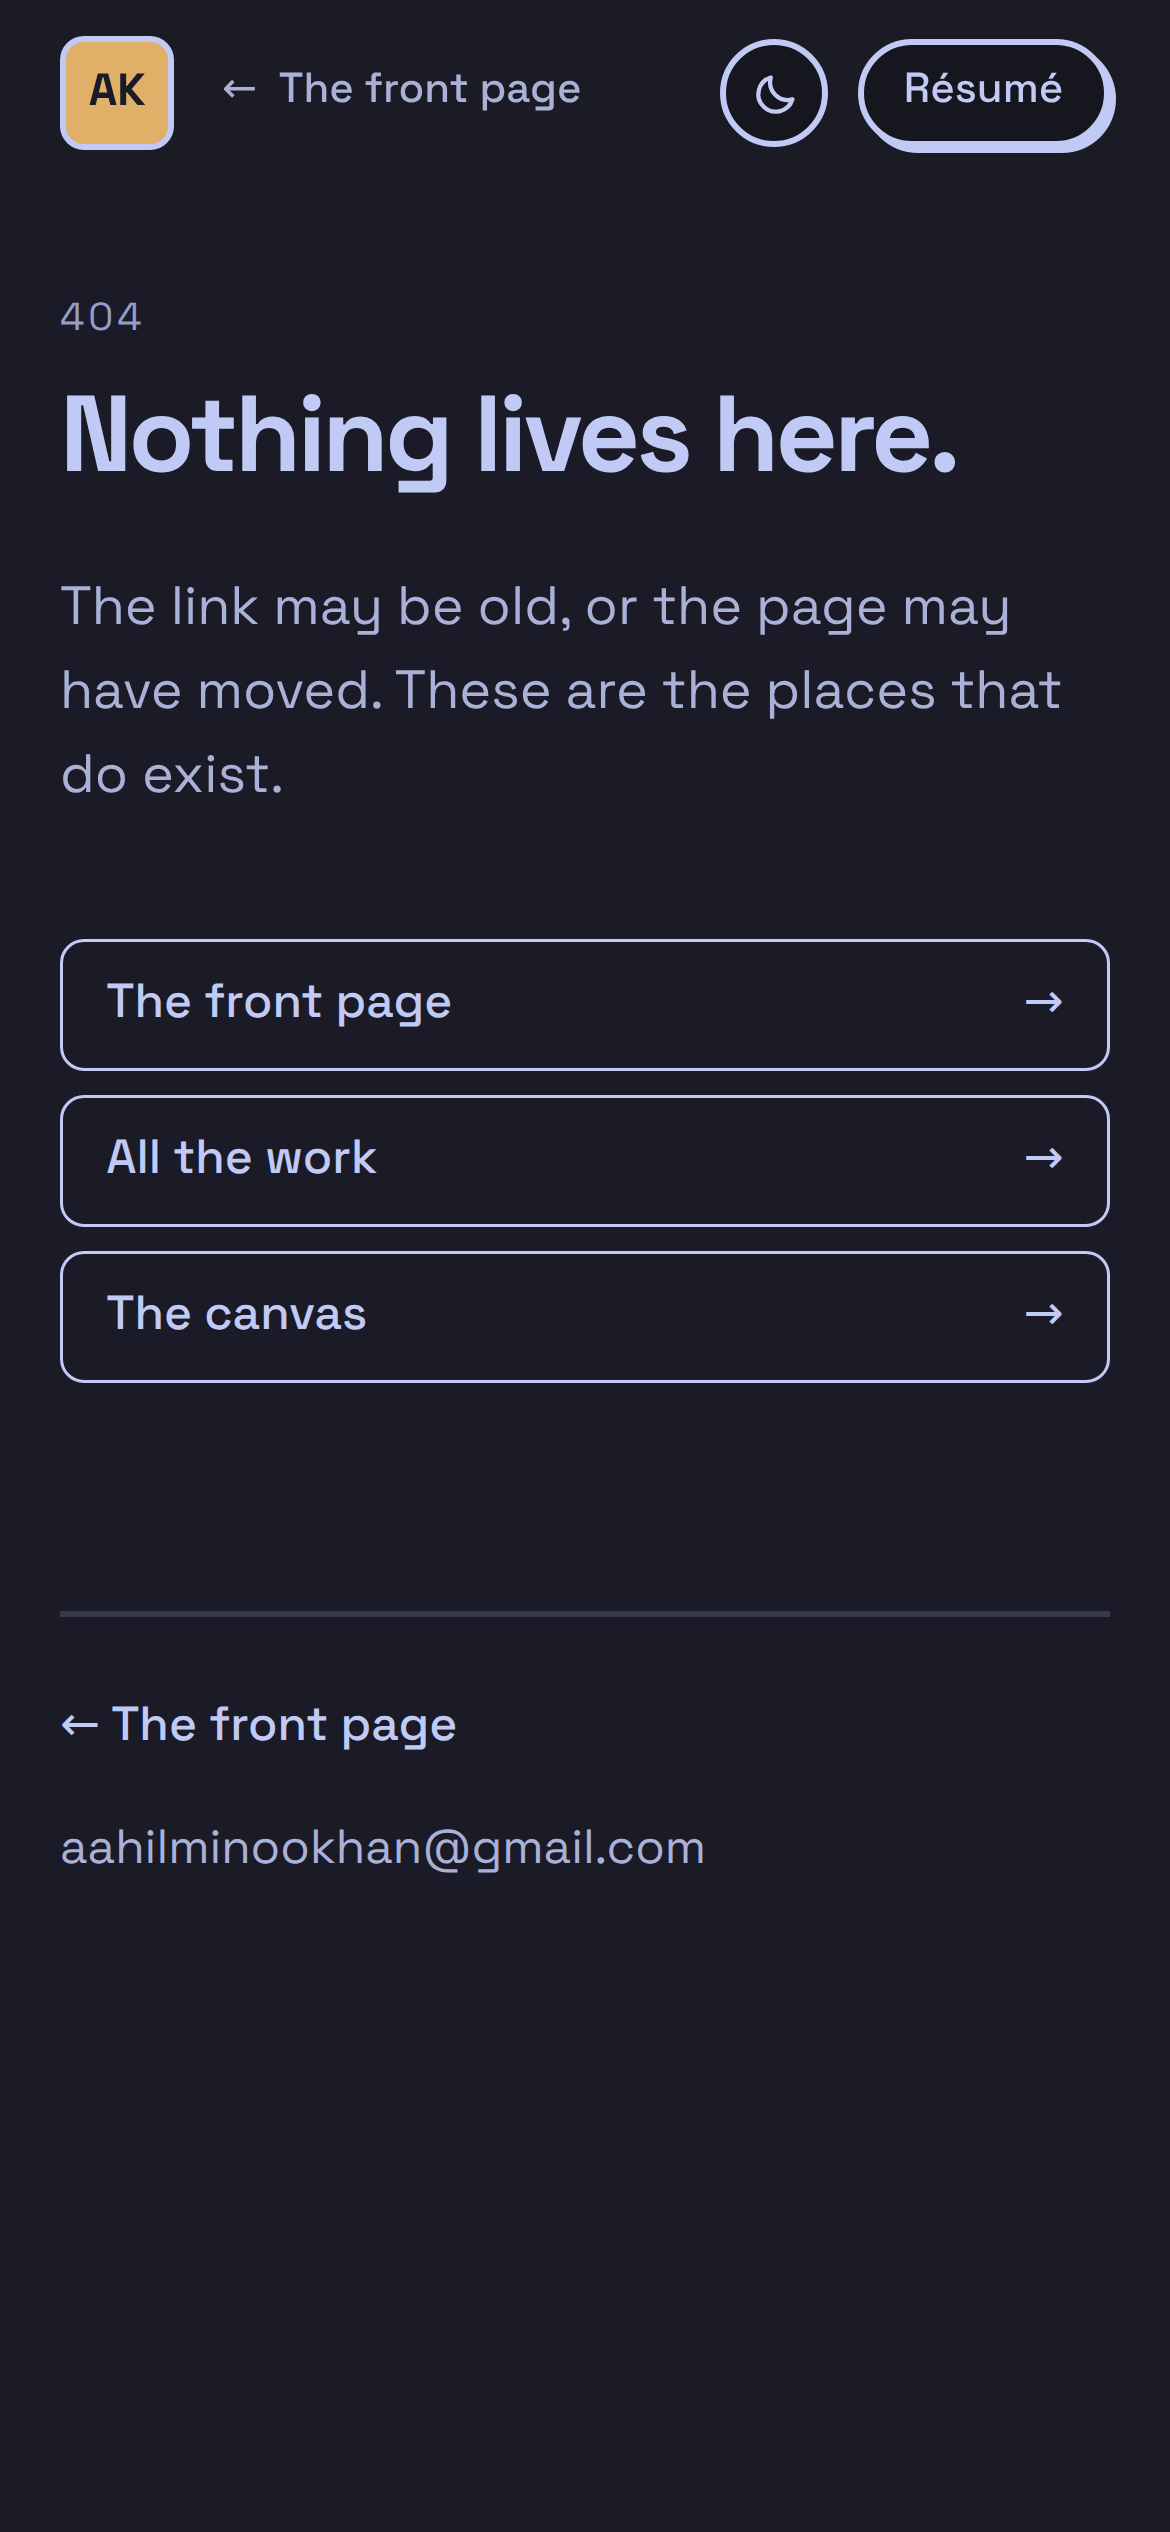 AK
← The front page
Résumé
404
Nothing lives here.
The link may be old, or the page may
have moved. These are the places that
do exist.
The front page →
All the work →
The canvas →
← The front page
aahilminookhan@gmail.com